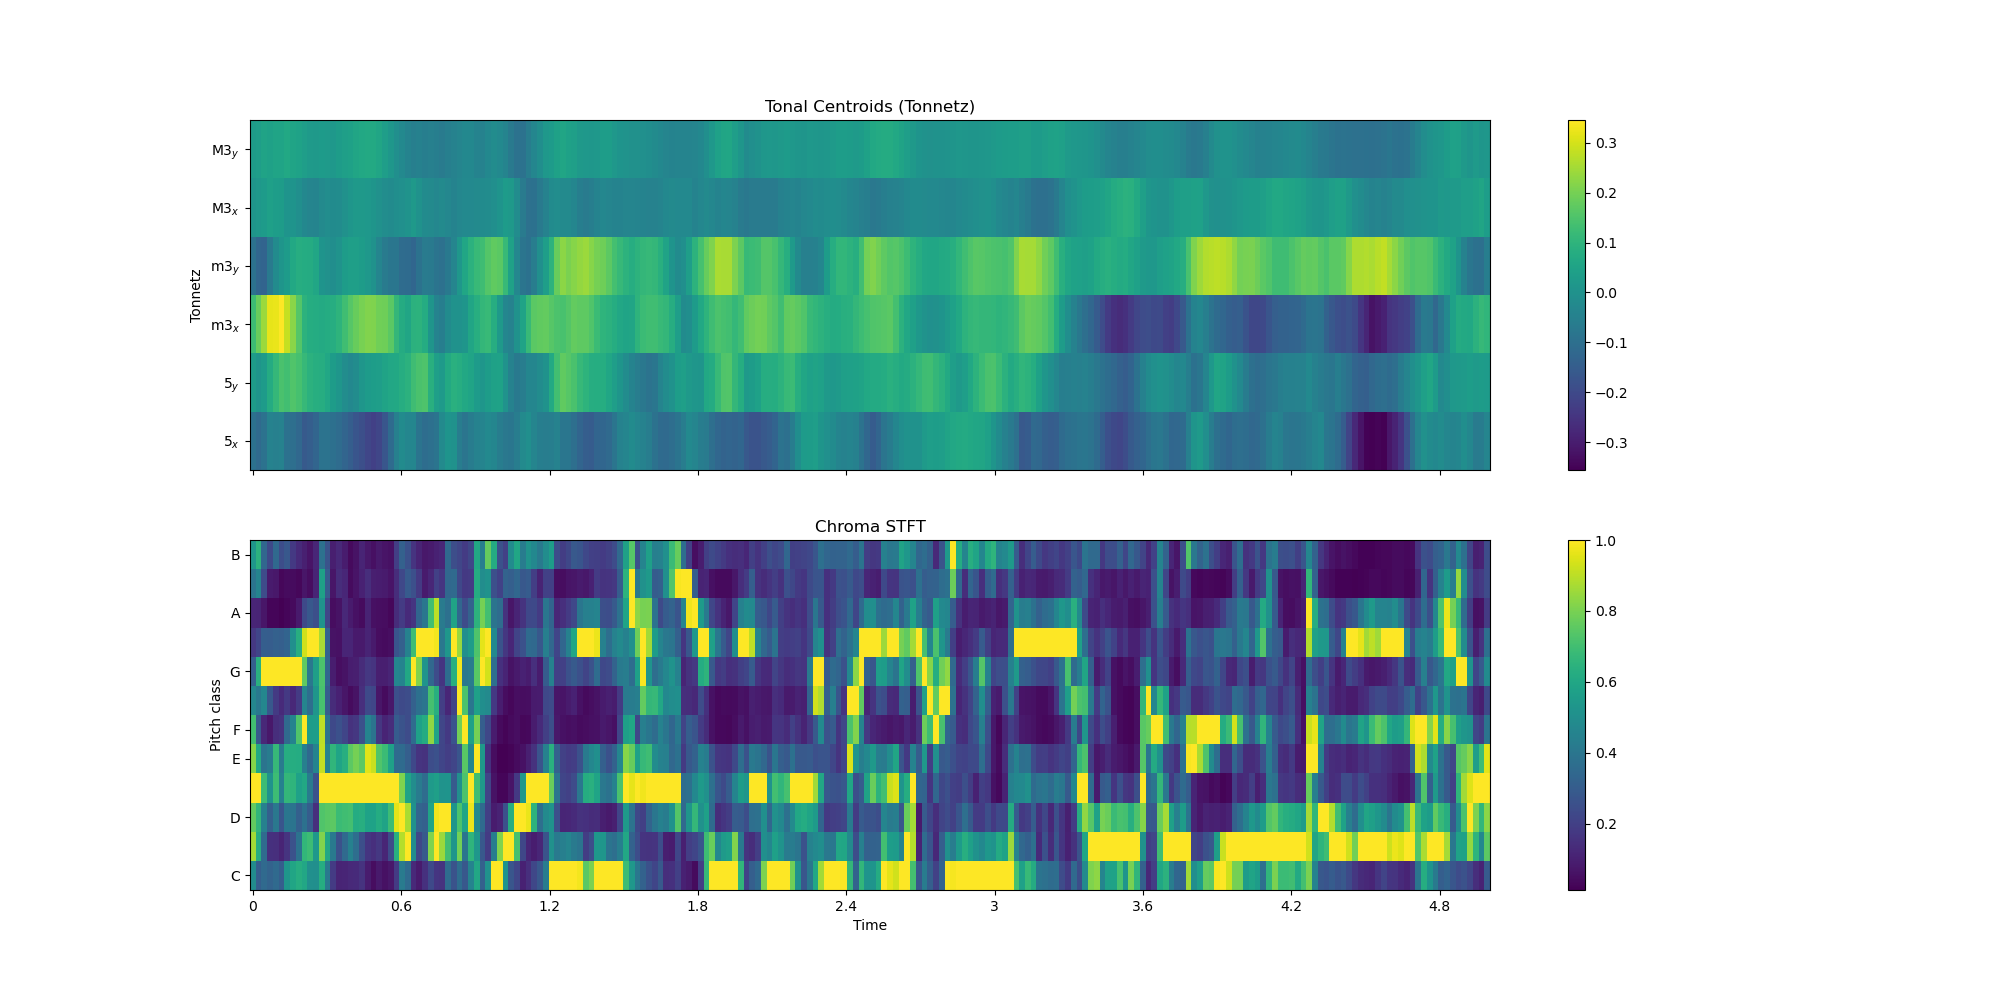 Tonal Centroids (Tonnetz)
M3y
M3x
m3y
m3x
5y
5x
Tonnetz
0.3
0.2
0.1
0.0
−0.1
−0.2
−0.3
Chroma STFT
B
A
G
F
E
D
C
Pitch class
0 0.6 1.2 1.8 2.4 3 3.6 4.2 4.8
Time
1.0
0.8
0.6
0.4
0.2